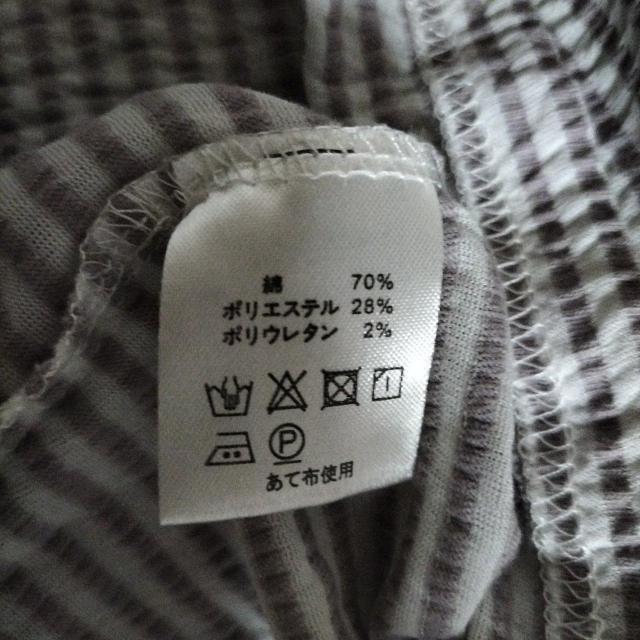 綿 70%
ポリエステル 28%
ポリウレタン 2%
P
あて布使用